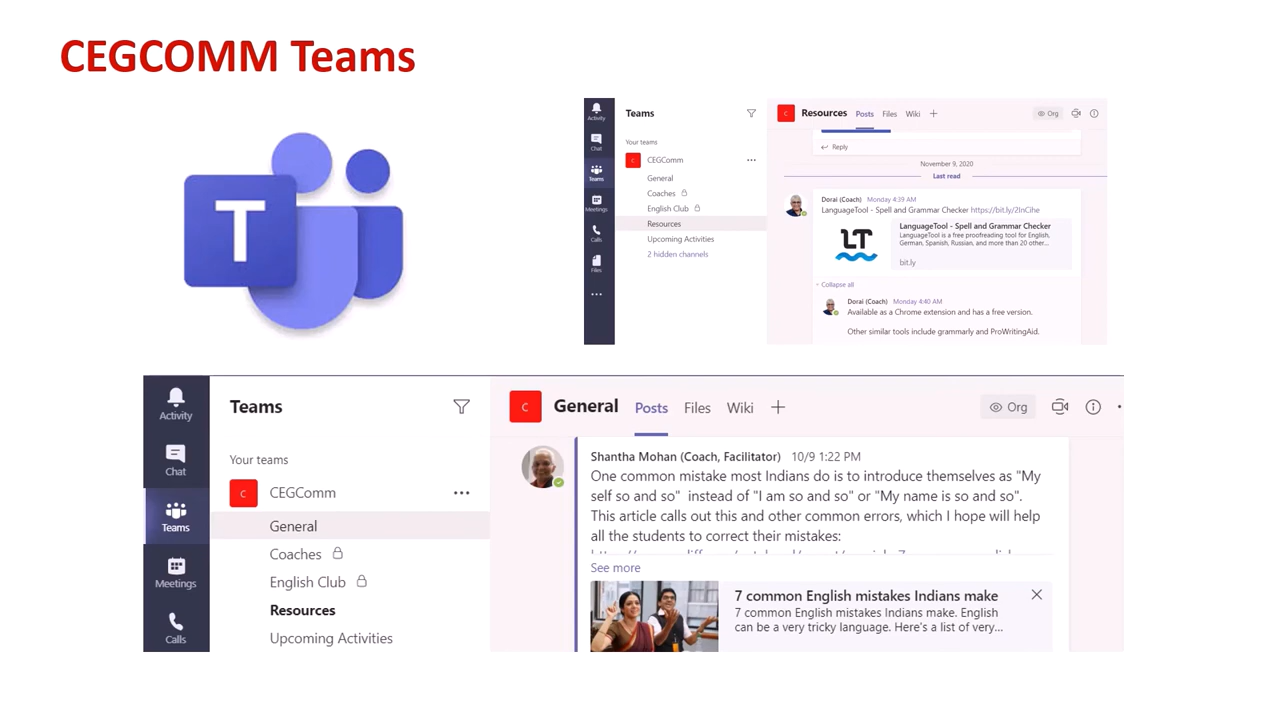 CEGCOMM Teams
T
Activity
Chat
Teams
Meetings
Calls
Files
Teams
Your teams
C
CEGComm
General
Coaches
English Club
Resources
Upcoming Activities
2 hidden channels
C
Resources
Posts
Files
Wiki
Org
Reply
November 9, 2020
Last read
Dorai (Coach) Monday 4:39 AM
LanguageTool - Spell and Grammar Checker https://bit.ly/2InCihe
LT
LanguageTool - Spell and Grammar Checker
LanguageTool is a free proofreading tool for English,
German, Spanish, Russian, and more than 20 other...
bit.ly
Collapse all
Dorai (Coach) Monday 4:40 AM
Available as a Chrome extension and has a free version.
Other similar tools include grammarly and ProWritingAid.
Activity
Chat
Teams
Meetings
Calls
Teams
Your teams
C
CEGComm
General
Coaches
English Club
Resources
Upcoming Activities
C
General
Posts
Files
Wiki
Org
Shantha Mohan (Coach, Facilitator) 10/9 1:22 PM
One common mistake most Indians do is to introduce themselves as "My
self so and so" instead of "I am so and so" or "My name is so and so".
This article calls out this and other common errors, which I hope will help
all the students to correct their mistakes:
See more
7 common English mistakes Indians make
7 common English mistakes Indians make. English
can be a very tricky language. Here's a list of very...